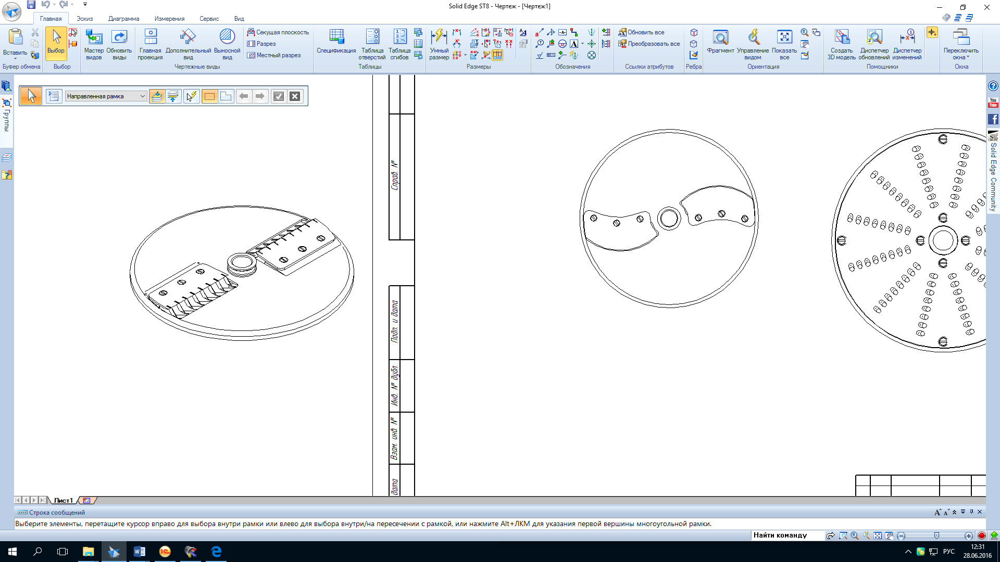 Solid Edge ST8 - Чертеж - [Чертеж1]
Главная Эскиз Диаграмма Измерения Сервис Вид
Вставить
Буфер обмена
Выбор
Выбор
Мастер видов
Обновить виды
Главная проекция
Дополнительный вид
Выносной вид
Секущая плоскость
Разрез
Местный разрез
Чертежные виды
Спецификация
Таблица отверстий
Таблица сгибов
Таблицы
Умный размер
Размеры
Обозначения
Обновить все
Преобразовать все
Ссылки атрибутов
Ребра
Фрагмент
Управление видом
Показать все
Ориентация
Создать 3D модель
Диспетчер обновлений
Диспетчер изменений
Помощники
Переключить окна
Окна
Направленная рамка
Группы
You Tube
Solid Edge Community
Справ. №
Подп. и дата
Инв. № дубл.
Взам. инв. №
дата
Лист1
Строка сообщений
Выберите элементы, перетащите курсор вправо для выбора внутри рамки или влево для выбора внутри/на пересечении с рамкой, или нажмите Alt+ЛКМ для указания первой вершины многоугольной рамки.
Найти команду
РУС
12:31
28.06.2016